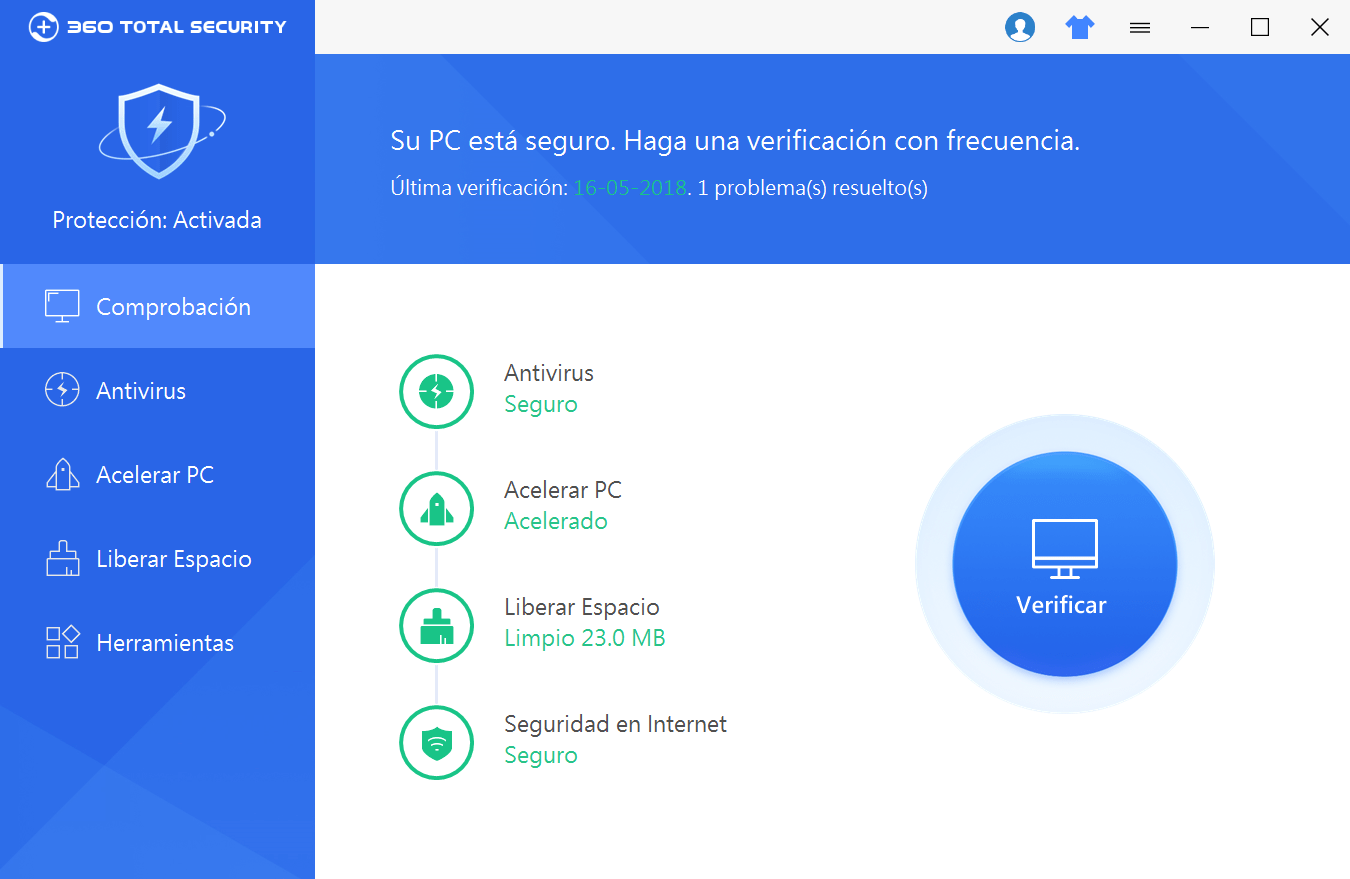 360 TOTAL SECURITY
Protección: Activada
Comprobación
Antivirus
Acelerar PC
Liberar Espacio
Herramientas
Su PC está seguro. Haga una verificación con frecuencia.
Última verificación: 16-05-2018. 1 problema(s) resuelto(s)
Antivirus
Seguro
Acelerar PC
Acelerado
Liberar Espacio
Limpio 23.0 MB
Seguridad en Internet
Seguro
Verificar